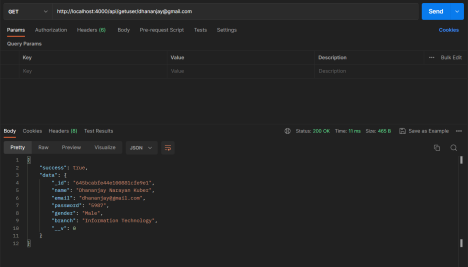 GET http://localhost:4000/api/getuser/dhananjay@gmail.com Send
Params Authorization Headers (6) Body Pre-request Script Tests Settings Cookies
Query Params
Key Value Description Bulk Edit
Key Value Description
Body Cookies Headers (8) Test Results Status: 200 OK Time: 11 ms Size: 465 B Save as Example
Pretty Raw Preview Visualize JSON
1 {
2 "success": true,
3 "data": {
4 "_id":
5 "name": "Dhananjay Narayan
6 "email": "dhananjay@gmail.com",
7 "password": "5987",
8 "gender": "Male",
9 "branch": "Information Technology",
10 "__v": 0
11 }
12 }